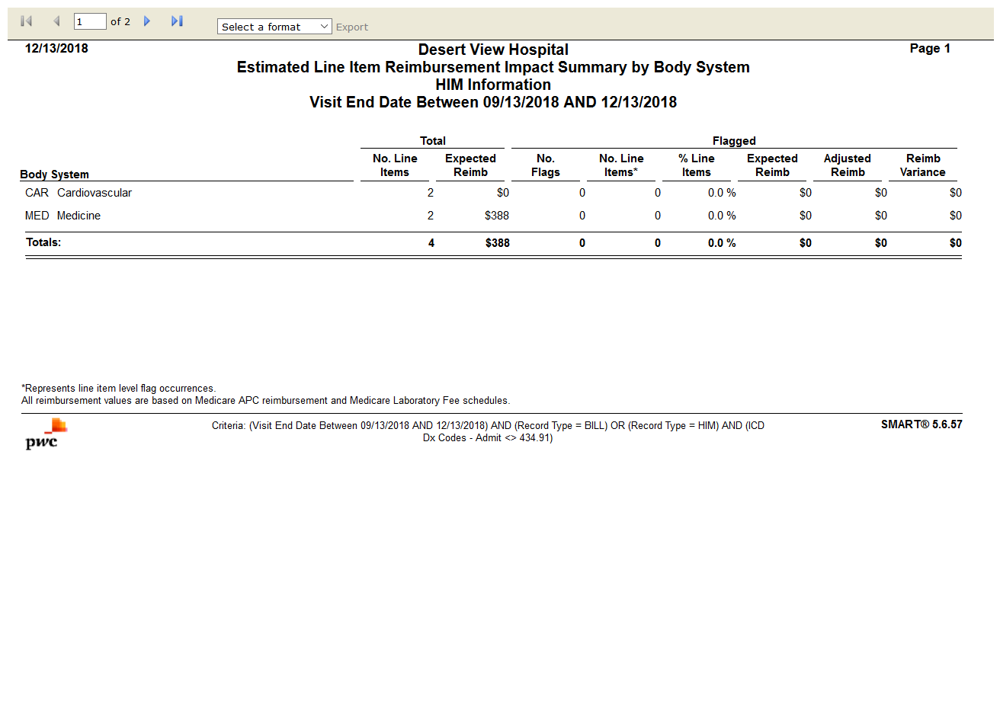 1 of 2 Select a format Export
12/13/2018 Desert View Hospital Page 1
Estimated Line Item Reimbursement Impact Summary by Body System
HIM Information
Visit End Date Between 09/13/2018 AND 12/13/2018
Total Flagged
No. Line Expected No. No. Line % Line Expected Adjusted Reimb
Body System Items Reimb Flags Items* Items Reimb Reimb Variance
CAR Cardiovascular 2 $0 0 0 0.0 % $0 $0 $0
MED Medicine 2 $388 0 0 0.0 % $0 $0 $0
Totals: 4 $388 0 0 0.0 % $0 $0 $0
*Represents line item level flag occurrences.
All reimbursement values are based on Medicare APC reimbursement and Medicare Laboratory Fee schedules.
Criteria: (Visit End Date Between 09/13/2018 AND 12/13/2018) AND (Record Type = BILL) OR (Record Type = HIM) AND (ICD SMART® 5.6.57
pwc Dx Codes - Admit <> 434.91)